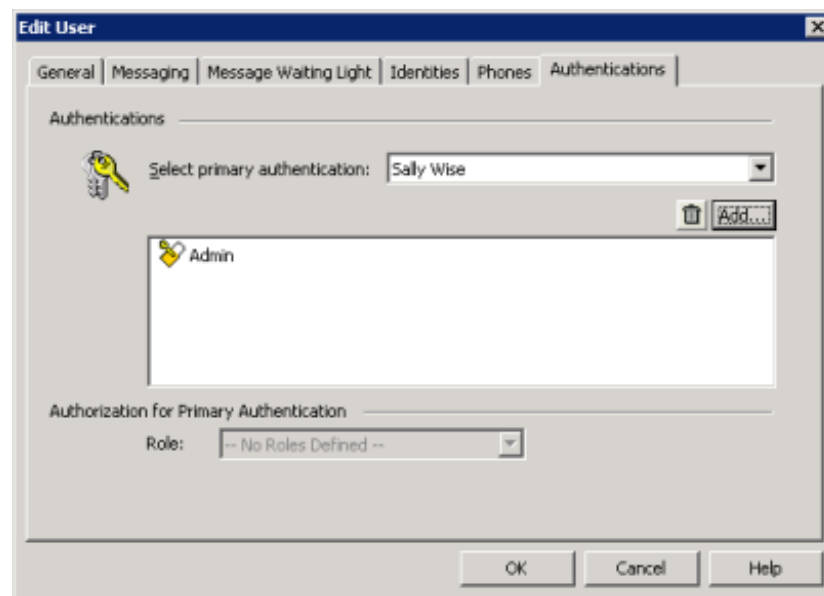 Edit User
General Messaging Message Waiting Light Identities Phones Authentications
Authentications
Select primary authentication: Sally Wise
Add...
Admin
Authorization for Primary Authentication
Role: -- No Roles Defined --
OK Cancel Help